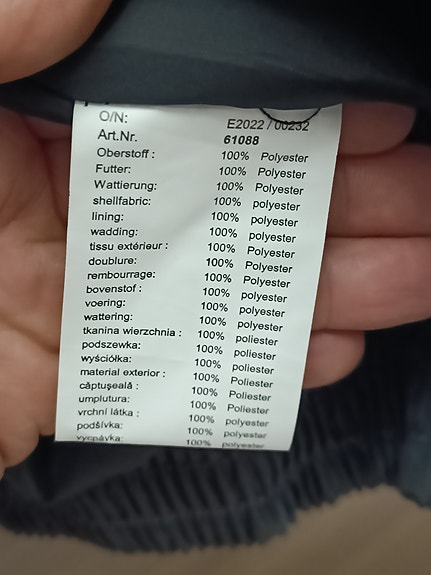 O/N: E2022 / 00232
Art.Nr. 61088
Oberstoff : 100% Polyester
Futter: 100% Polyester
Wattierung: 100% Polyester
shellfabric: 100% polyester
lining: 100% polyester
wadding: 100% polyester
tissu extérieur : 100% Polyester
doublure: 100% Polyester
rembourrage: 100% Polyester
bovenstof : 100% polyester
voering: 100% polyester
wattering: 100% polyester
tkanina wierzchnia : 100% poliester
podszewka: 100% poliester
wyściółka: 100% poliester
material exterior : 100% Poliester
căptuşeală : 100% Poliester
umplutura: 100% Poliester
vrchní látka : 100% polyester
podšívka: 100% polyester
vycpávka: 100% polyester